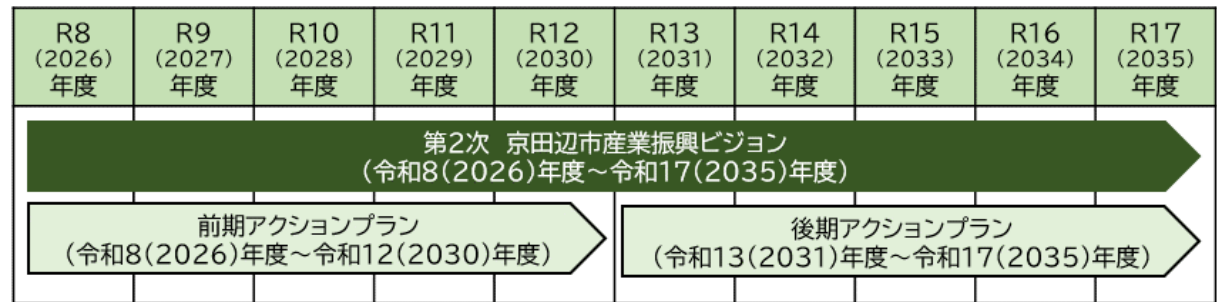 R8 R9 R10 R11 R12 R13 R14 R15 R16 R17
(2026) (2027) (2028) (2029) (2030) (2031) (2032) (2033) (2034) (2035)
年度 年度 年度 年度 年度 年度 年度 年度 年度 年度
第2次 京田辺市産業振興ビジョン
(令和8(2026)年度～令和17(2035)年度)
前期アクションプラン
(令和8(2026)年度～令和12(2030)年度)
後期アクションプラン
(令和13(2031)年度～令和17(2035)年度)